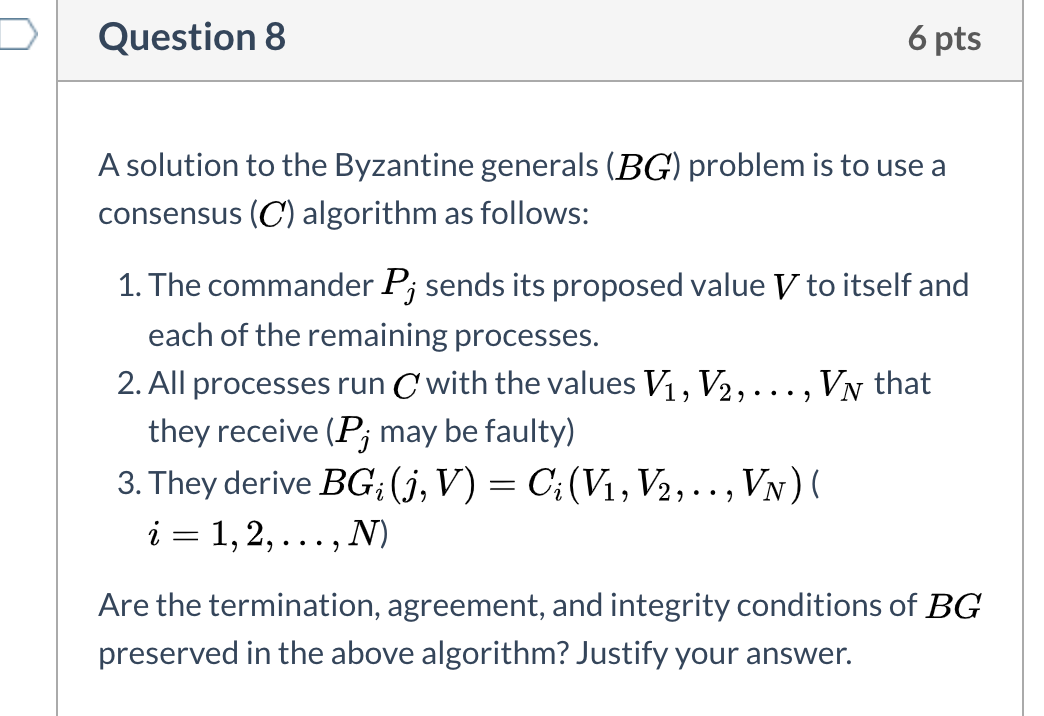 Question 8
6 pts
A solution to the Byzantine generals (BG) problem is to use a
consensus (C) algorithm as follows:
1. The commander P_j sends its proposed value V to itself and
each of the remaining processes.
2. All processes run C with the values V_1, V_2, . . . , V_N that
they receive (P_j may be faulty)
3. They derive BG_i(j, V) = C_i(V_1, V_2, . . , V_N) (
i = 1, 2, . . . , N)
Are the termination, agreement, and integrity conditions of BG
preserved in the above algorithm? Justify your answer.